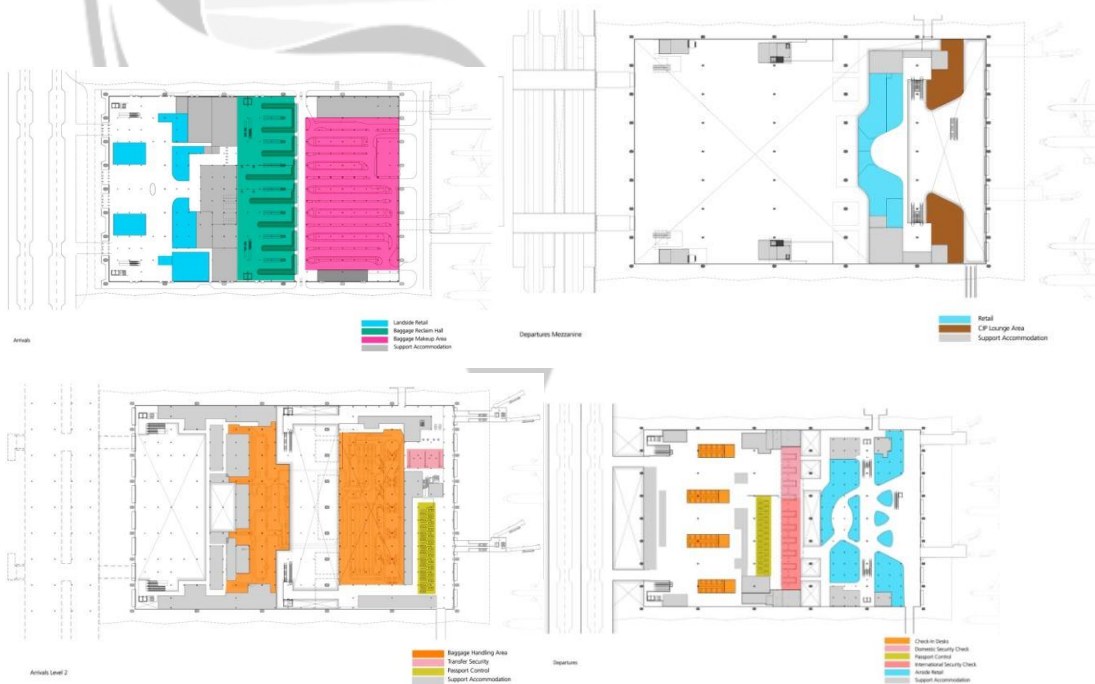 Arrivals
Landside Retail
Baggage Reclaim Hall
Baggage Makeup Area
Support Accommodation
Departures Mezzanine
Retail
CIP Lounge Area
Support Accommodation
Arrivals Level 2
Baggage Handling Area
Transfer Security
Passport Control
Support Accommodation
Departures
Check-In Desks
Domestic Security Check
Passport Control
International Security Check
Airside Retail
Support Accommodation